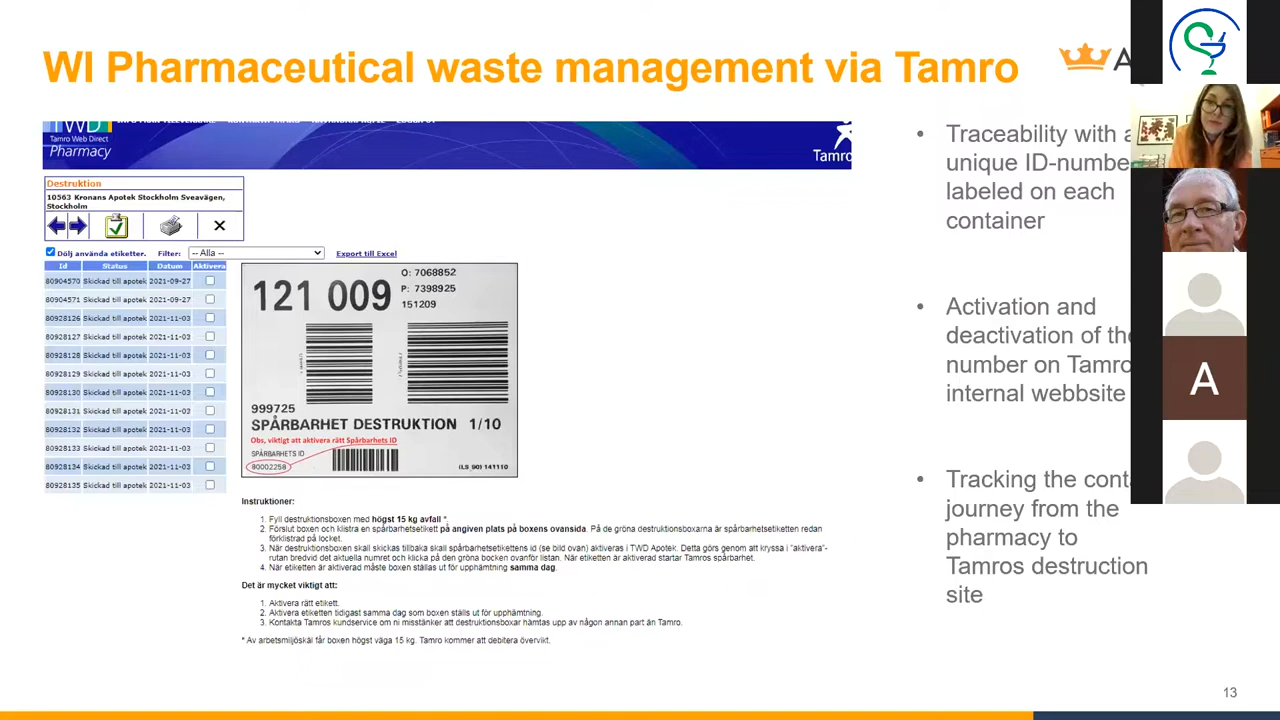 WI Pharmaceutical waste management via Tamro
TWD
Tamro Web Direct
Pharmacy
Tamro
Destruktion
10563 Kronans Apotek Stockholm Sveavägen,
Stockholm
Dölj använda etiketter. Filter: -- Alla -- Export till Excel
Id Status Datum Aktivera
80904570 Skickad till apotek 2021-09-27
80904571 Skickad till apotek 2021-09-27
80928126 Skickad till apotek 2021-11-03
80928127 Skickad till apotek 2021-11-03
80928128 Skickad till apotek 2021-11-03
80928129 Skickad till apotek 2021-11-03
80928130 Skickad till apotek 2021-11-03
80928131 Skickad till apotek 2021-11-03
80928132 Skickad till apotek 2021-11-03
80928133 Skickad till apotek 2021-11-03
80928134 Skickad till apotek 2021-11-03
80928135 Skickad till apotek 2021-11-03
121 009
O: 7068852
P: 7398925
151209
999725
SPÅRBARHET DESTRUKTION 1/10
Obs, viktigt att aktivera rätt Spårbarhets ID
SPÅRBARHETS ID
80002258
(LS_90) 141110
Instruktioner:
1. Fyll destruktionsboxen med högst 15 kg avfall *.
2. Förslut boxen och klistra en spårbarhetsetikett på angiven plats på boxens ovansida. På de gröna destruktionsboxarna är spårbarhetsetiketten redan
förklistrad på locket.
3. När destruktionsboxen skall skickas tillbaka skall spårbarhetsetikettens id (se bild ovan) aktiveras i TWD Apotek. Detta görs genom att kryssa i "aktivera"-
rutan bredvid det aktuella numret och klicka på den gröna bocken ovanför listan. När etiketten är aktiverad startar Tamros spårbarhet.
4. När etiketten är aktiverad måste boxen ställas ut för upphämtning samma dag.
Det är mycket viktigt att:
1. Aktivera rätt etikett.
2. Aktivera etiketten tidigast samma dag som boxen ställs ut för upphämtning.
3. Kontakta Tamros kundservice om ni misstänker att destruktionsboxar hämtas upp av någon annan part än Tamro.
* Av arbetsmiljöskäl får boxen högst väga 15 kg. Tamro kommer att debitera övervikt.
• Traceability with a
unique ID-numbe
labeled on each
container
• Activation and
deactivation of the
number on Tamro
internal webbsite
• Tracking the cont
journey from the
pharmacy to
Tamros destruction
site
A
A
13